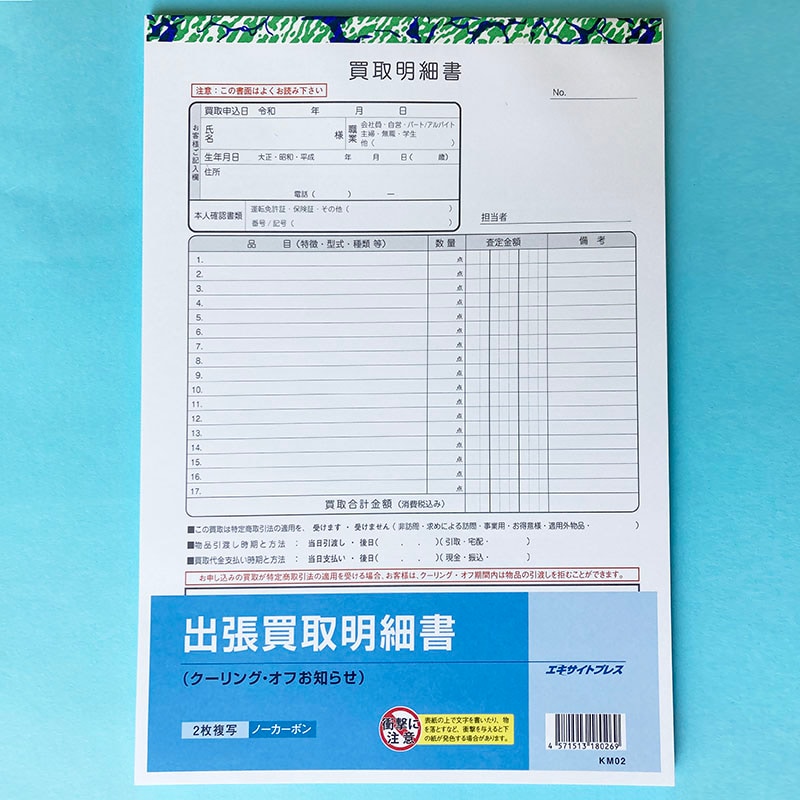 買取明細書
注意：この書面はよくお読み下さい
No.
買取申込日 令和 年 月 日
お客様ご記入欄
氏名 様
職業 会社員・自営・パート/アルバイト
主婦・無職・学生
他（ ）
生年月日 大正・昭和・平成 年 月 日（ 歳）
住所
電話（ ） ー
本人確認書類 運転免許証・保険証・その他（ ）
番号/記号（ ）
担当者
品 目（特徴・型式・種類 等） 数量 査定金額 備考
1. 点
2. 点
3. 点
4. 点
5. 点
6. 点
7. 点
8. 点
9. 点
10. 点
11. 点
12. 点
13. 点
14. 点
15. 点
16. 点
17. 点
買取合計金額（消費税込み）
■この買取は特定商取引法の適用を、受けます・受けません（非訪問・求めによる訪問・事業用・お得意様・適用外物品・ ）
■物品引渡し時期と方法 ： 当日引渡し・後日（ . . ）（引取・宅配・ ）
■買取代金支払い時期と方法 ： 当日支払い・後日（ . . ）（現金・振込・ ）
お申し込みの買取が特定商取引法の適用を受ける場合、お客様は、クーリング・オフ期間内は物品の引渡しを拒むことができます。
出張買取明細書
（クーリング・オフお知らせ）
エキサイトプレス
2枚複写 ノーカーボン
衝撃に注意
表紙の上で文字を書いたり、物
を落とすなど、衝撃を与えると下
の紙が発色する場合があります。
4 571513 180269
KM02